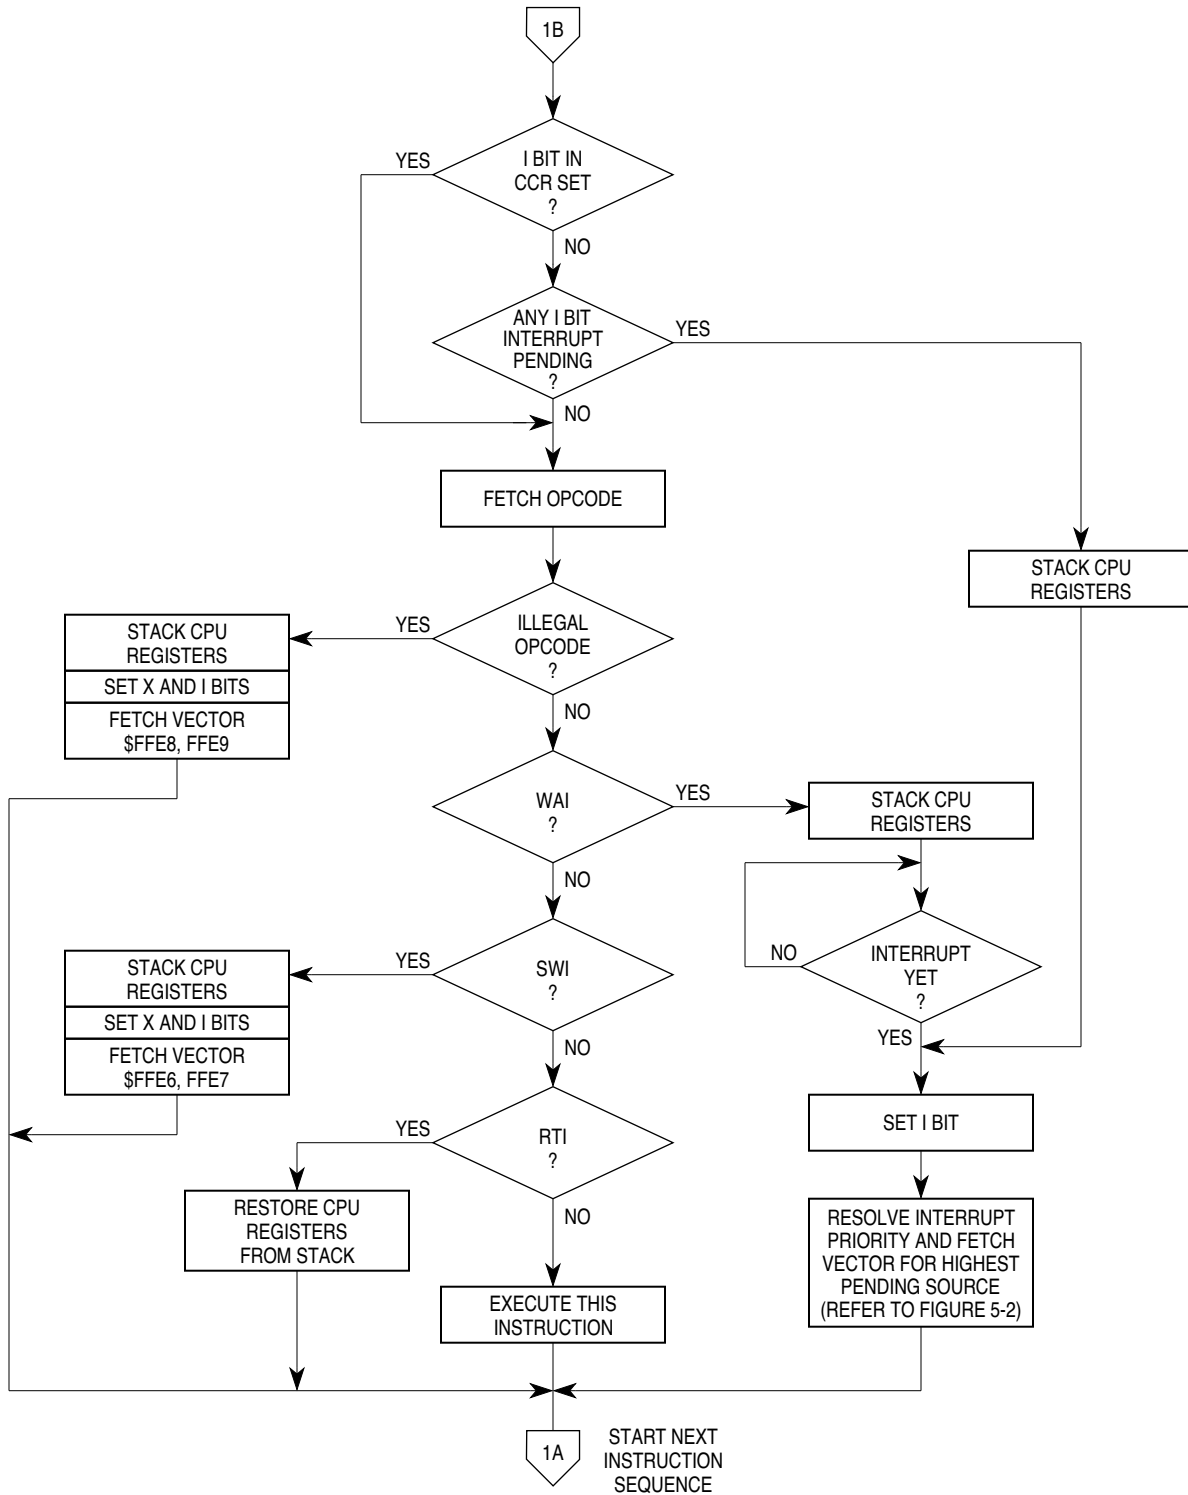 1B
I BIT IN
CCR SET
?
YES
NO
ANY I BIT
INTERRUPT
PENDING
?
YES
NO
FETCH OPCODE
STACK CPU
REGISTERS
ILLEGAL
OPCODE
?
YES
NO
STACK CPU
REGISTERS
SET X AND I BITS
FETCH VECTOR
$FFE8, FFE9
WAI
?
YES
NO
STACK CPU
REGISTERS
INTERRUPT
YET
?
NO
YES
SWI
?
YES
NO
STACK CPU
REGISTERS
SET X AND I BITS
FETCH VECTOR
$FFE6, FFE7
SET I BIT
RTI
?
YES
NO
RESTORE CPU
REGISTERS
FROM STACK
RESOLVE INTERRUPT
PRIORITY AND FETCH
VECTOR FOR HIGHEST
PENDING SOURCE
(REFER TO FIGURE 5-2)
EXECUTE THIS
INSTRUCTION
1A
START NEXT
INSTRUCTION
SEQUENCE